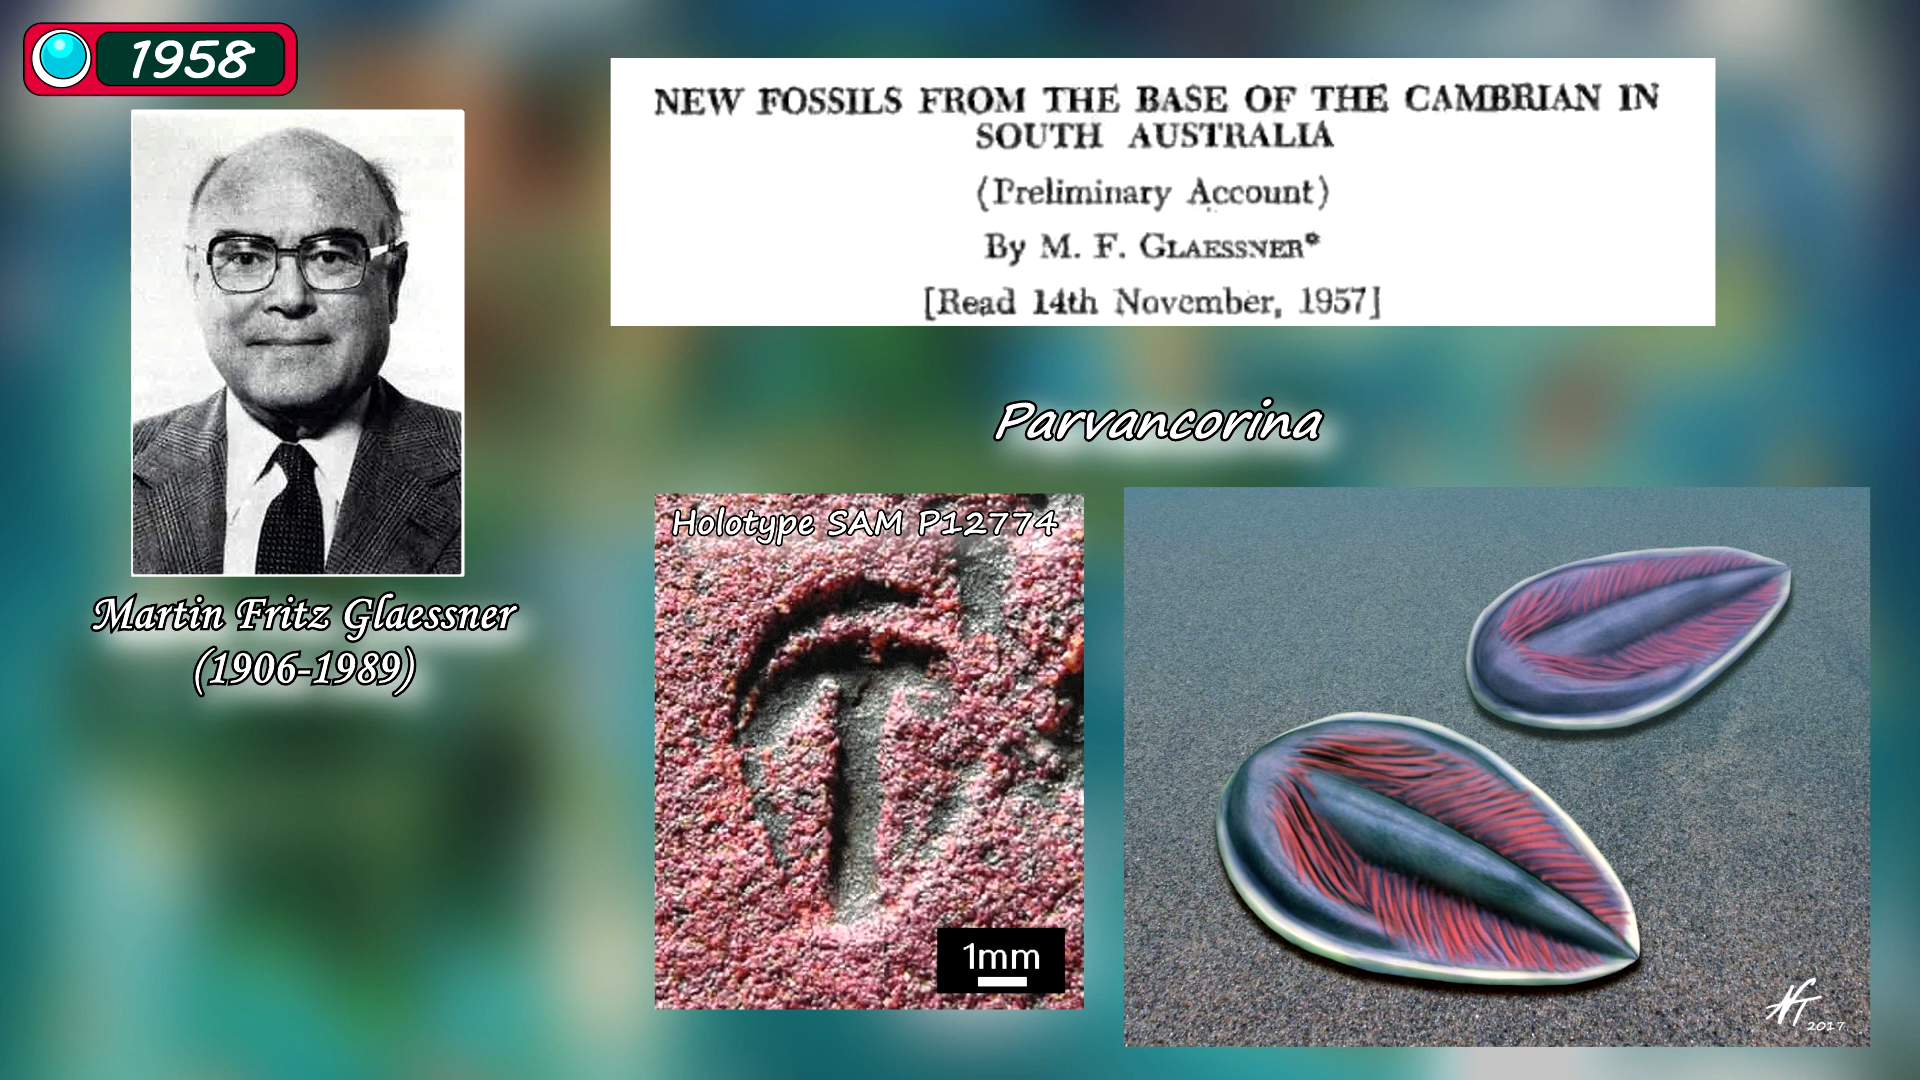 1958
NEW FOSSILS FROM THE BASE OF THE CAMBRIAN IN
SOUTH AUSTRALIA
(Preliminary Account)
By M. F. GLAESSNER*
[Read 14th November, 1957]
Martin Fritz Glaessner
(1906-1989)
Parvancorina
Holotype SAM P12774
1mm
NT
2017